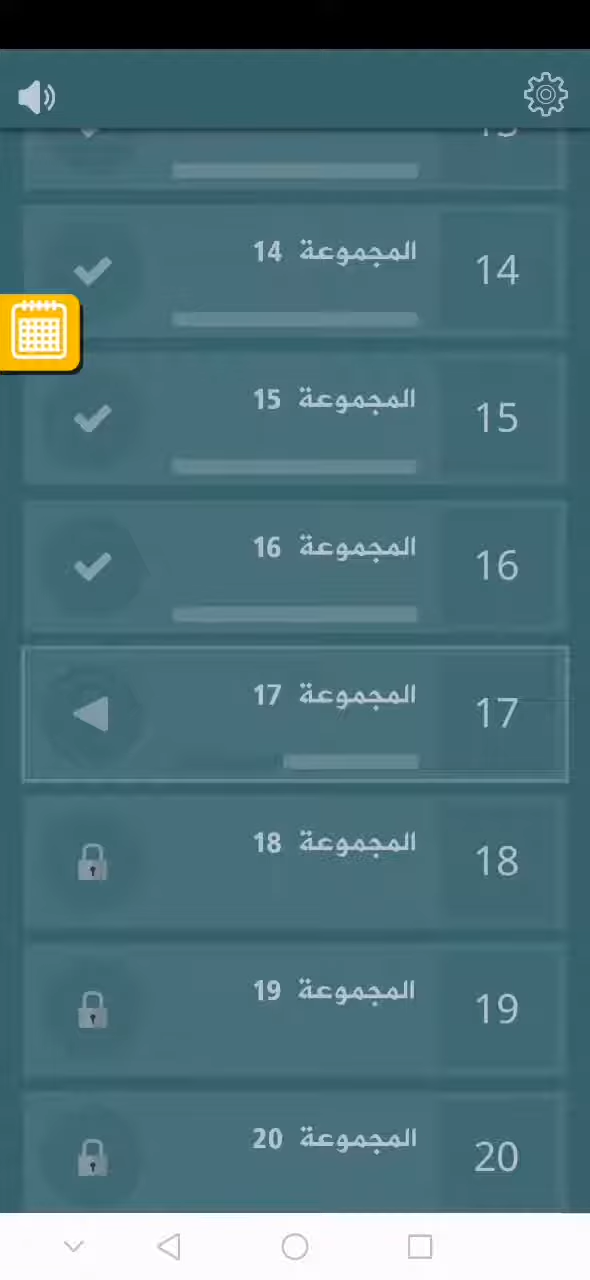 المجموعة 14
14
المجموعة 15
15
المجموعة 16
16
المجموعة 17
17
المجموعة 18
18
المجموعة 19
19
المجموعة 20
20